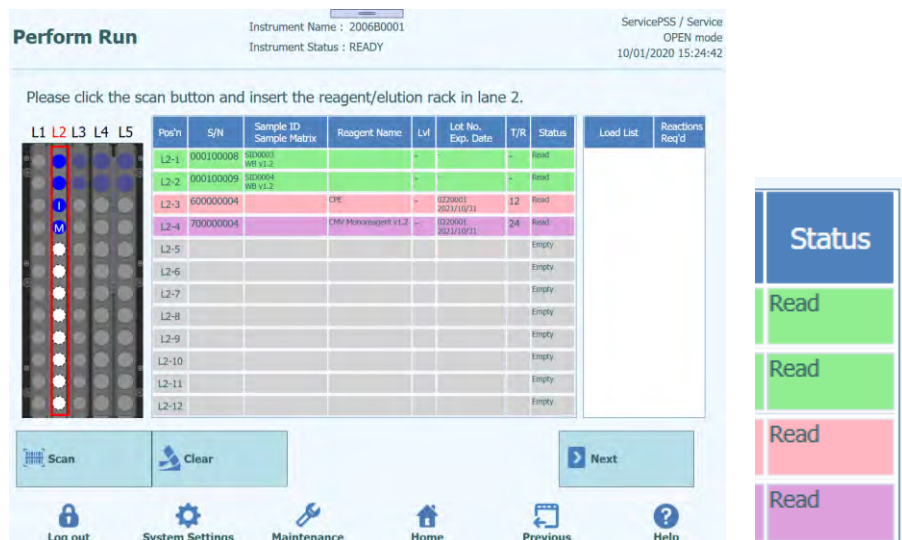 Perform Run
Instrument Name : 2006B0001
Instrument Status : READY
ServicePSS / Service
OPEN mode
10/01/2020 15:24:42
Please click the scan button and insert the reagent/elution rack in lane 2.
L1 L2 L3 L4 L5
I
M
Pos'n S/N Sample ID Sample Matrix Reagent Name Lvl Lot No. Exp. Date T/R Status
L2-1 000100008 SID0003 WB v1.2 - - - Read
L2-2 000100009 SID0004 WB v1.2 - - Read
L2-3 600000004 CPE - 0220001 2021/10/31 12 Read
L2-4 700000004 CMV Monoreagent v1.2 - 0220001 2021/10/31 24 Read
L2-5 Empty
L2-6 Empty
L2-7 Empty
L2-8 Empty
L2-9 Empty
L2-10 Empty
L2-11 Empty
L2-12 Empty
Load List Reactions Req'd
Scan
Clear
Next
Log out
System Settings
Maintenance
Home
Previous
Help
Status
Read
Read
Read
Read